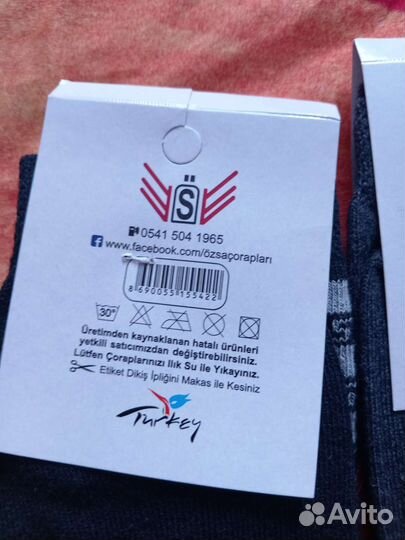 ÖS
0541 504 1965
www.facebook.com/özsaçorapları
8 690055 155422
30°
Üretimden kaynaklanan hatalı ürünleri
yetkili satıcımızdan değiştirebilirsiniz.
Lütfen Çoraplarınızı Ilık Su ile Yıkayınız.
Etiket Dikiş İpliğini Makas ile Kesiniz
Turkey
Avito